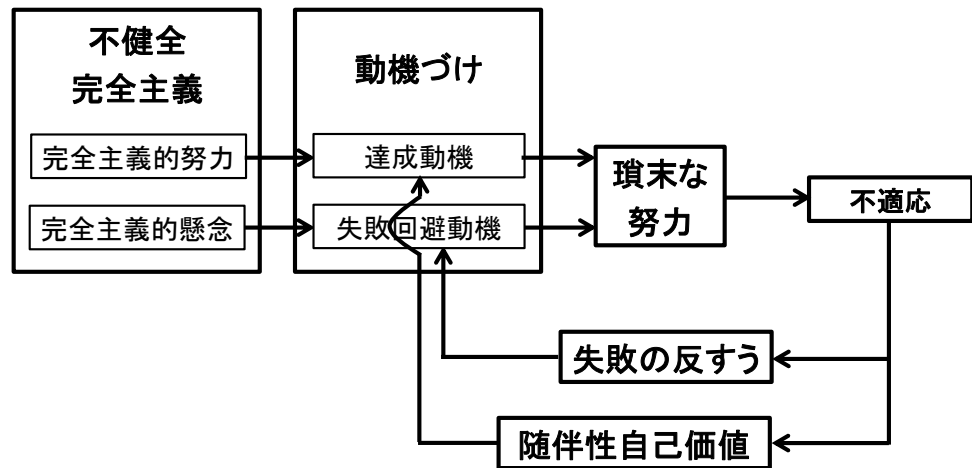 不健全
完全主義
完全主義的努力
完全主義的懸念
動機づけ
達成動機
失敗回避動機
瑣末な
努力
不適応
失敗の反すう
随伴性自己価値